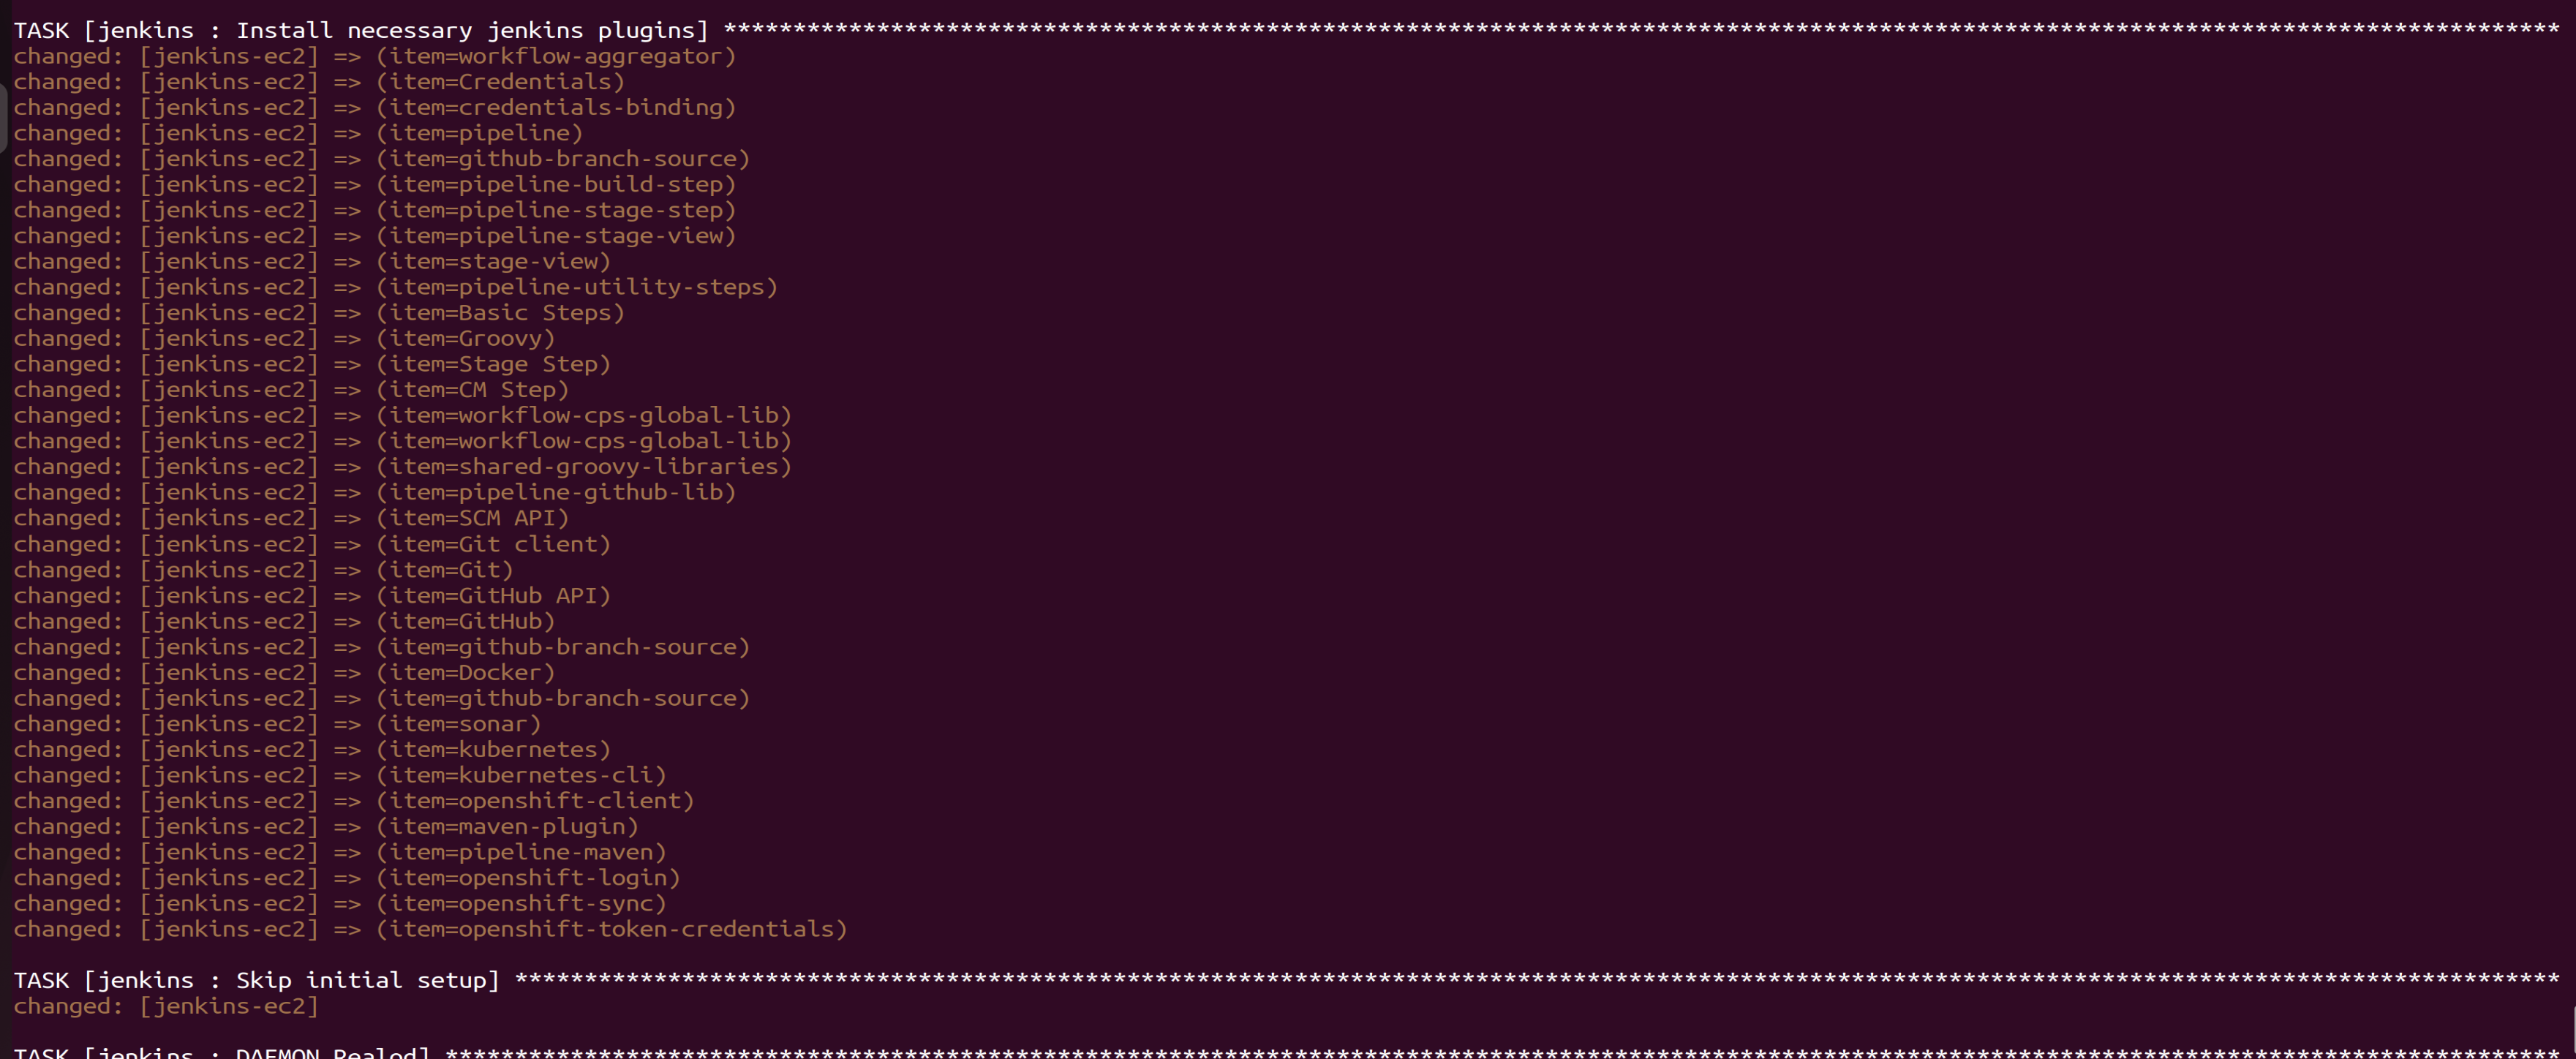 TASK [jenkins : Install necessary jenkins plugins] ************************************************************************************************************************************
changed: [jenkins-ec2] => (item=workflow-aggregator)
changed: [jenkins-ec2] => (item=Credentials)
changed: [jenkins-ec2] => (item=credentials-binding)
changed: [jenkins-ec2] => (item=pipeline)
changed: [jenkins-ec2] => (item=github-branch-source)
changed: [jenkins-ec2] => (item=pipeline-build-step)
changed: [jenkins-ec2] => (item=pipeline-stage-step)
changed: [jenkins-ec2] => (item=pipeline-stage-view)
changed: [jenkins-ec2] => (item=stage-view)
changed: [jenkins-ec2] => (item=pipeline-utility-steps)
changed: [jenkins-ec2] => (item=Basic Steps)
changed: [jenkins-ec2] => (item=Groovy)
changed: [jenkins-ec2] => (item=Stage Step)
changed: [jenkins-ec2] => (item=CM Step)
changed: [jenkins-ec2] => (item=workflow-cps-global-lib)
changed: [jenkins-ec2] => (item=workflow-cps-global-lib)
changed: [jenkins-ec2] => (item=shared-groovy-libraries)
changed: [jenkins-ec2] => (item=pipeline-github-lib)
changed: [jenkins-ec2] => (item=SCM API)
changed: [jenkins-ec2] => (item=Git client)
changed: [jenkins-ec2] => (item=Git)
changed: [jenkins-ec2] => (item=GitHub API)
changed: [jenkins-ec2] => (item=GitHub)
changed: [jenkins-ec2] => (item=github-branch-source)
changed: [jenkins-ec2] => (item=Docker)
changed: [jenkins-ec2] => (item=github-branch-source)
changed: [jenkins-ec2] => (item=sonar)
changed: [jenkins-ec2] => (item=kubernetes)
changed: [jenkins-ec2] => (item=kubernetes-cli)
changed: [jenkins-ec2] => (item=openshift-client)
changed: [jenkins-ec2] => (item=maven-plugin)
changed: [jenkins-ec2] => (item=pipeline-maven)
changed: [jenkins-ec2] => (item=openshift-login)
changed: [jenkins-ec2] => (item=openshift-sync)
changed: [jenkins-ec2] => (item=openshift-token-credentials)
TASK [jenkins : Skip initial setup] ***************************************************************************************************************************************************
changed: [jenkins-ec2]
TASK [jenkins : DAEMON Realod] ********************************************************************************************************************************************************